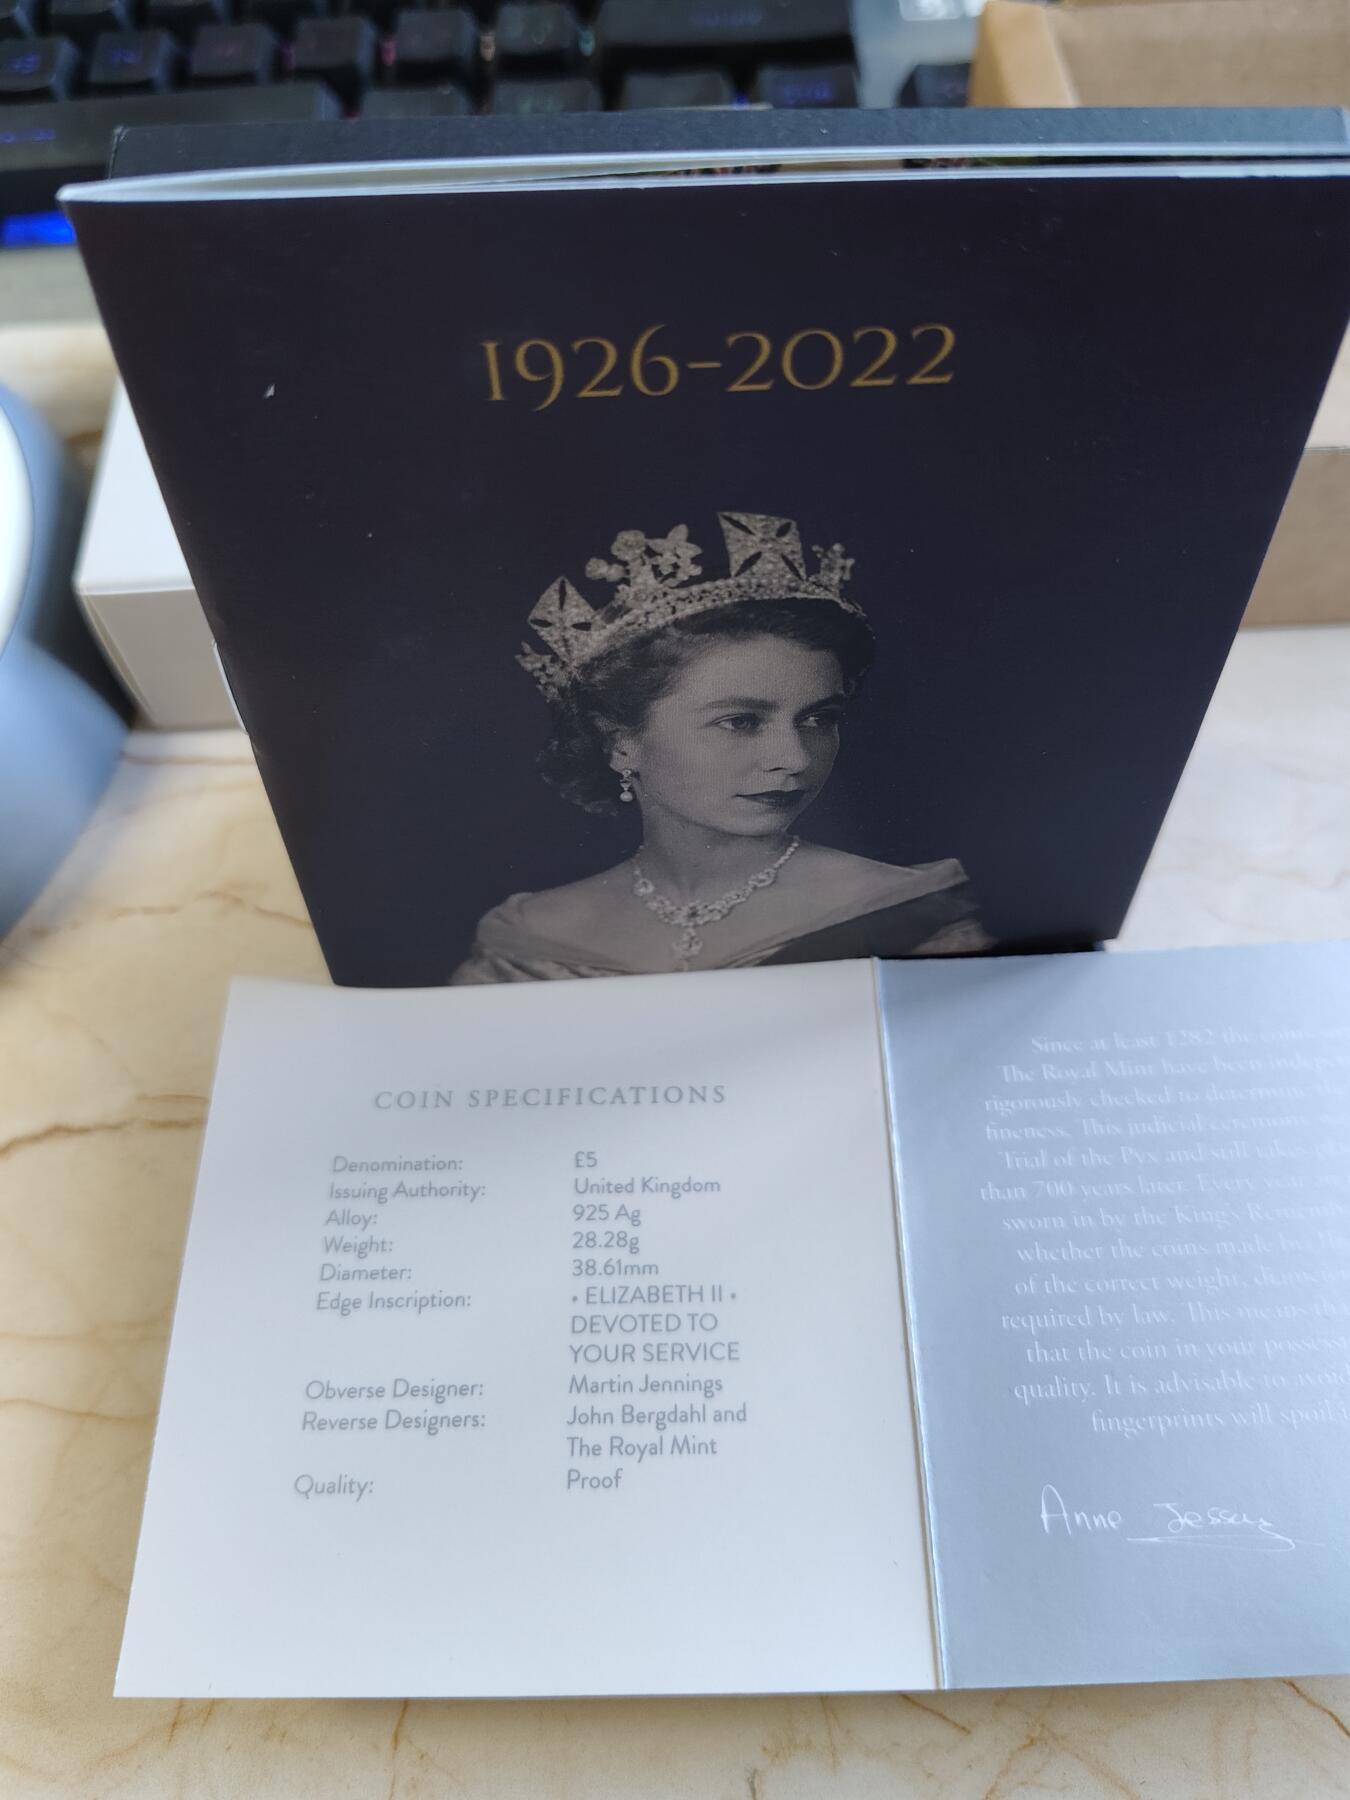 1926-2022
COIN SPECIFICATIONS
Denomination: £5
Issuing Authority: United Kingdom
Alloy: 925 Ag
Weight: 28.28g
Diameter: 38.61mm
Edge Inscription: • ELIZABETH II •
DEVOTED TO
YOUR SERVICE
Obverse Designer: Martin Jennings
Reverse Designers: John Bergdahl and
The Royal Mint
Quality: Proof
Since at least 1282 the coins
The Royal Mint have been
rigorously checked to determine
fineness. This judicial ceremony
Trial of the Pyx and still takes
than 700 years later. Every year
sworn in by the King's
whether the coins made by
of the correct weight,
required by law. This means
that the coin in your
quality. It is advisable to avoid
fingerprints will spoil
Anne Jessopp